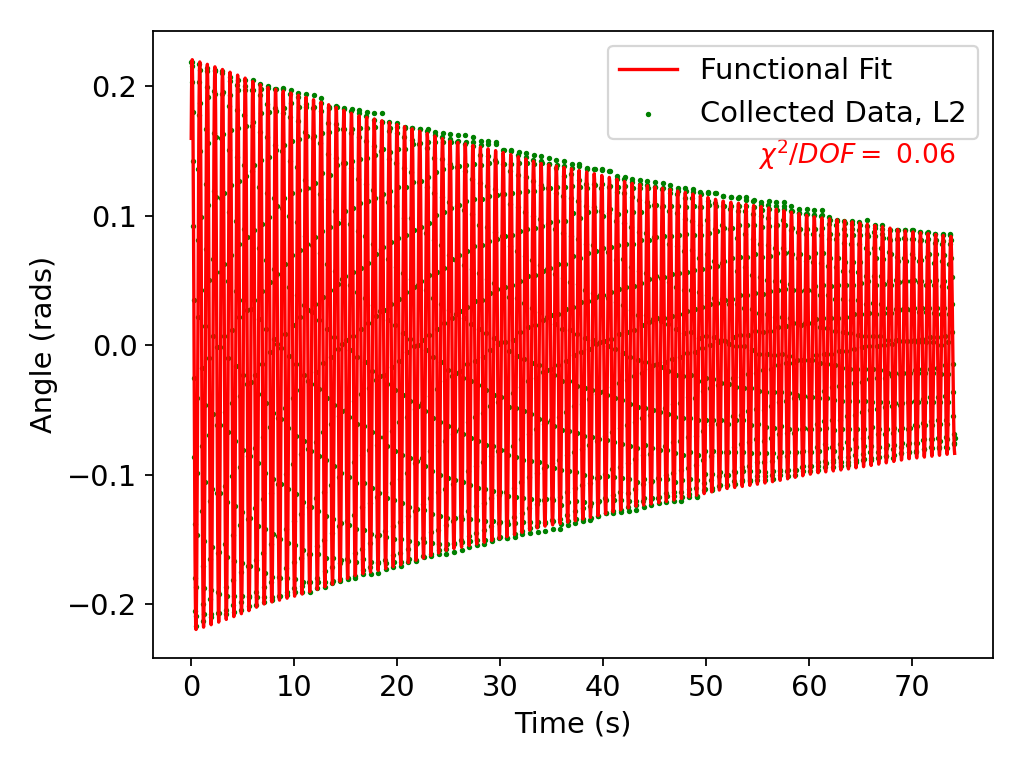 Functional Fit
Collected Data, L2
χ²/DOF = 0.06
0.2
0.1
0.0
−0.1
−0.2
Angle (rads)
0 10 20 30 40 50 60 70
Time (s)